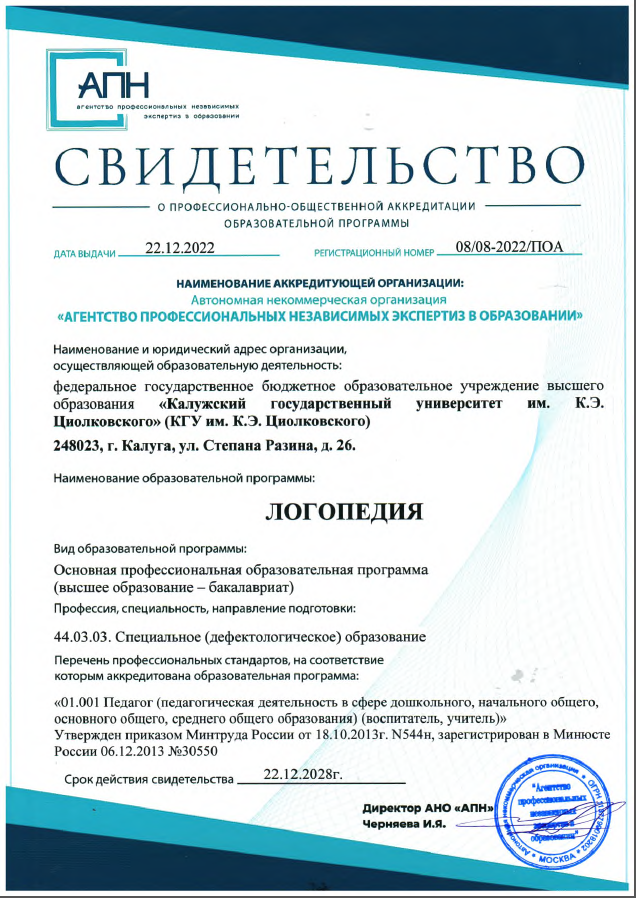 АПН
агентство профессиональных независимых
экспертиз в образовании
СВИДЕТЕЛЬСТВО
О ПРОФЕССИОНАЛЬНО-ОБЩЕСТВЕННОЙ АККРЕДИТАЦИИ
ОБРАЗОВАТЕЛЬНОЙ ПРОГРАММЫ
ДАТА ВЫДАЧИ 22.12.2022 РЕГИСТРАЦИОННЫЙ НОМЕР 08/08-2022/ПОА
НАИМЕНОВАНИЕ АККРЕДИТУЮЩЕЙ ОРГАНИЗАЦИИ:
Автономная некоммерческая организация
«АГЕНТСТВО ПРОФЕССИОНАЛЬНЫХ НЕЗАВИСИМЫХ ЭКСПЕРТИЗ В ОБРАЗОВАНИИ»
Наименование и юридический адрес организации,
осуществляющей образовательную деятельность:
федеральное государственное бюджетное образовательное учреждение высшего
образования «Калужский государственный университет им. К.Э.
Циолковского» (КГУ им. К.Э. Циолковского)
248023, г. Калуга, ул. Степана Разина, д. 26.
Наименование образовательной программы:
ЛОГОПЕДИЯ
Вид образовательной программы:
Основная профессиональная образовательная программа
(высшее образование – бакалавриат)
Профессия, специальность, направление подготовки:
44.03.03. Специальное (дефектологическое) образование
Перечень профессиональных стандартов, на соответствие
которым аккредитована образовательная программа:
«01.001 Педагог (педагогическая деятельность в сфере дошкольного, начального общего,
основного общего, среднего общего образования) (воспитатель, учитель)»
Утвержден приказом Минтруда России от 18.10.2013г. N544н, зарегистрирован в Минюсте
России 06.12.2013 №30550
Срок действия свидетельства 22.12.2028г.
Директор АНО «АПН»
Черняева И.Я.
Автономная некоммерческая организация * ОГРН
"Агентство
профессиональных
независимых
образовании"
* МОСКВА *